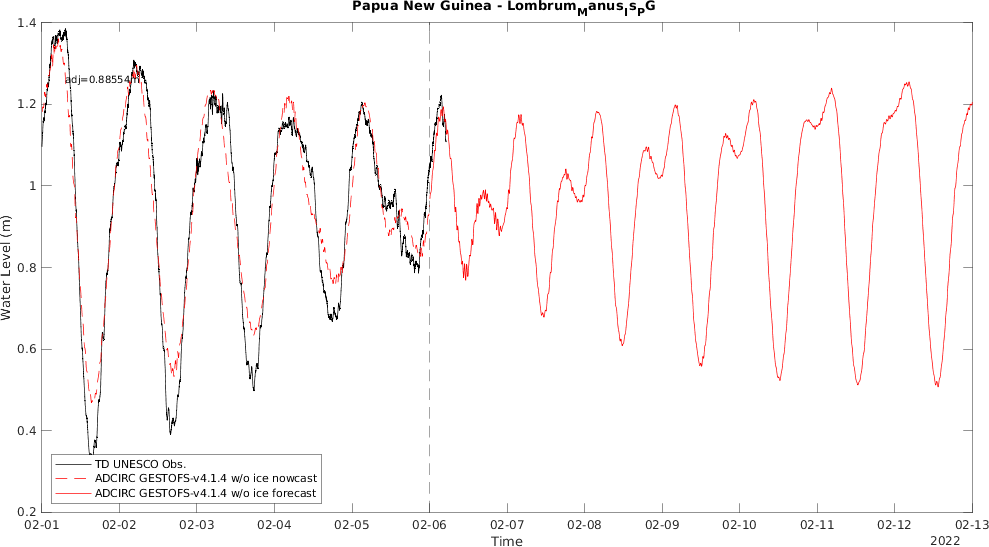 Papua New Guinea - LombrumManusIsPG
1.4
adj=0.88554m
1.2
1
0.8
0.6
0.4
0.2
Water Level (m)
TD UNESCO Obs.
ADCIRC GESTOFS-v4.1.4 w/o ice nowcast
ADCIRC GESTOFS-v4.1.4 w/o ice forecast
02-01 02-02 02-03 02-04 02-05 02-06 02-07 02-08 02-09 02-10 02-11 02-12 02-13
Time
2022